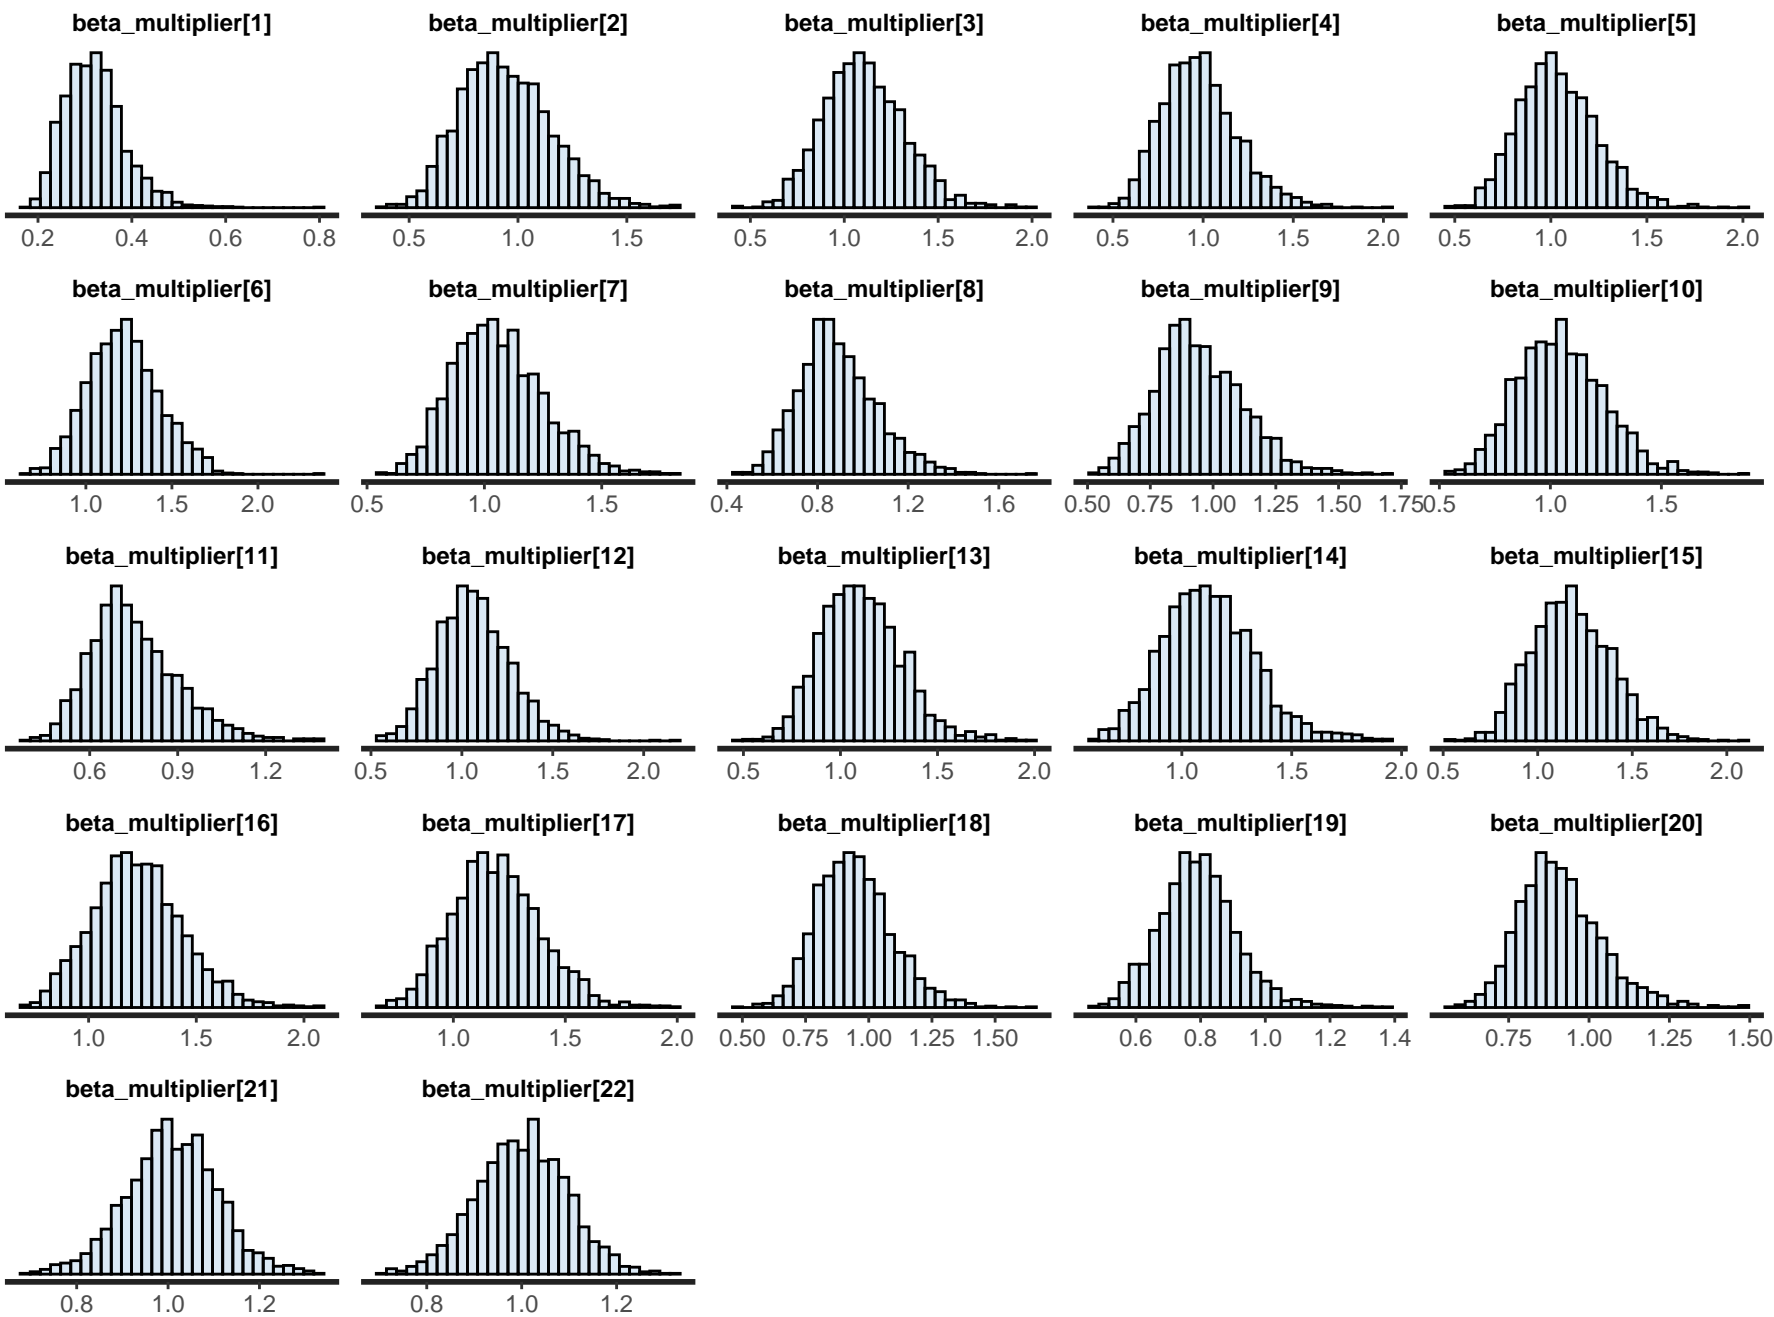 beta_multiplier[1] beta_multiplier[2] beta_multiplier[3] beta_multiplier[4] beta_multiplier[5]
0.2 0.4 0.6 0.8 0.5 1.0 1.5 0.5 1.0 1.5 2.0 0.5 1.0 1.5 2.0 0.5 1.0 1.5 2.0
beta_multiplier[6] beta_multiplier[7] beta_multiplier[8] beta_multiplier[9] beta_multiplier[10]
1.0 1.5 2.0 0.5 1.0 1.5 0.4 0.8 1.2 1.6 0.50 0.75 1.00 1.25 1.50 1.75 0.5 1.0 1.5
beta_multiplier[11] beta_multiplier[12] beta_multiplier[13] beta_multiplier[14] beta_multiplier[15]
0.6 0.9 1.2 0.5 1.0 1.5 2.0 0.5 1.0 1.5 2.0 1.0 1.5 2.0 0.5 1.0 1.5 2.0
beta_multiplier[16] beta_multiplier[17] beta_multiplier[18] beta_multiplier[19] beta_multiplier[20]
1.0 1.5 2.0 1.0 1.5 2.0 0.50 0.75 1.00 1.25 1.50 0.6 0.8 1.0 1.2 1.4 0.75 1.00 1.25 1.50
beta_multiplier[21] beta_multiplier[22]
0.8 1.0 1.2 0.8 1.0 1.2